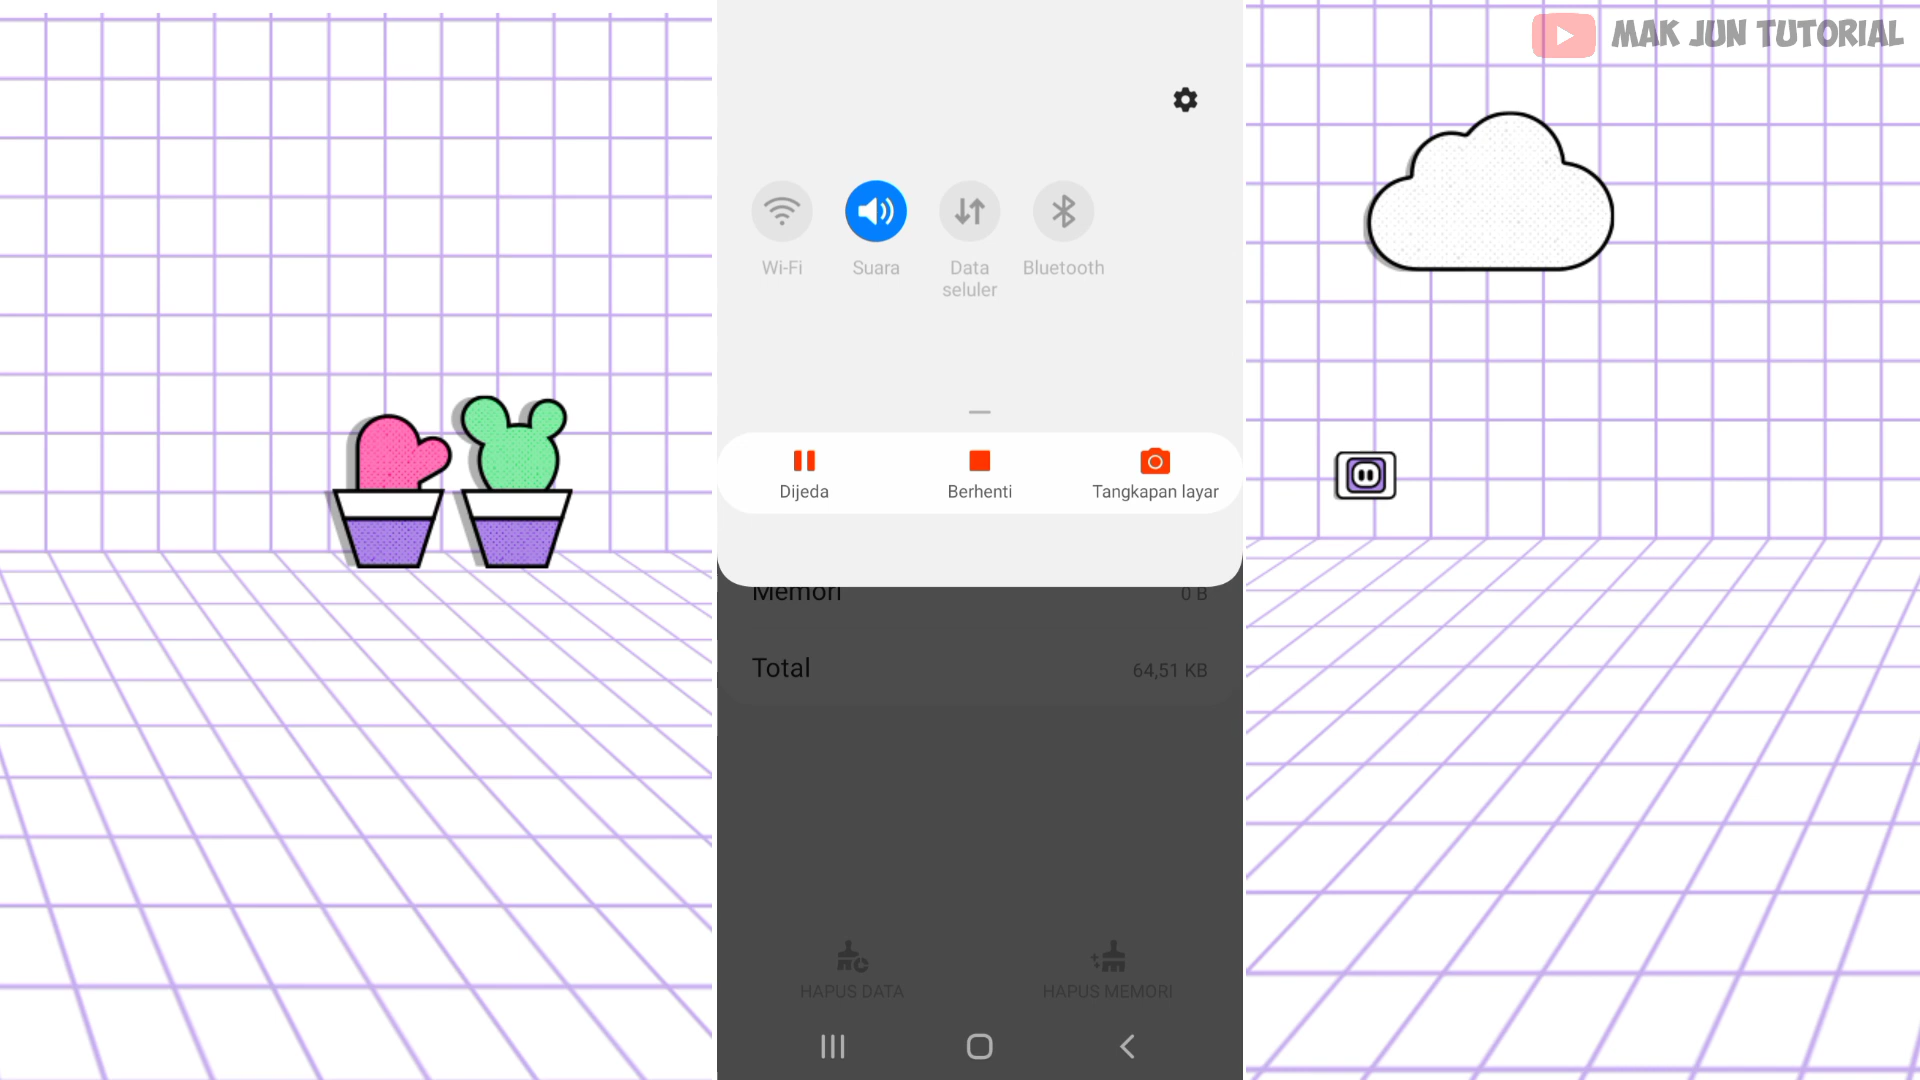 MAK JUN TUTORIAL
Wi-Fi
Suara
Data
seluler
Bluetooth
Dijeda
Berhenti
Tangkapan layar
Memori
0 B
Total
64,51 KB
HAPUS DATA
HAPUS MEMORI